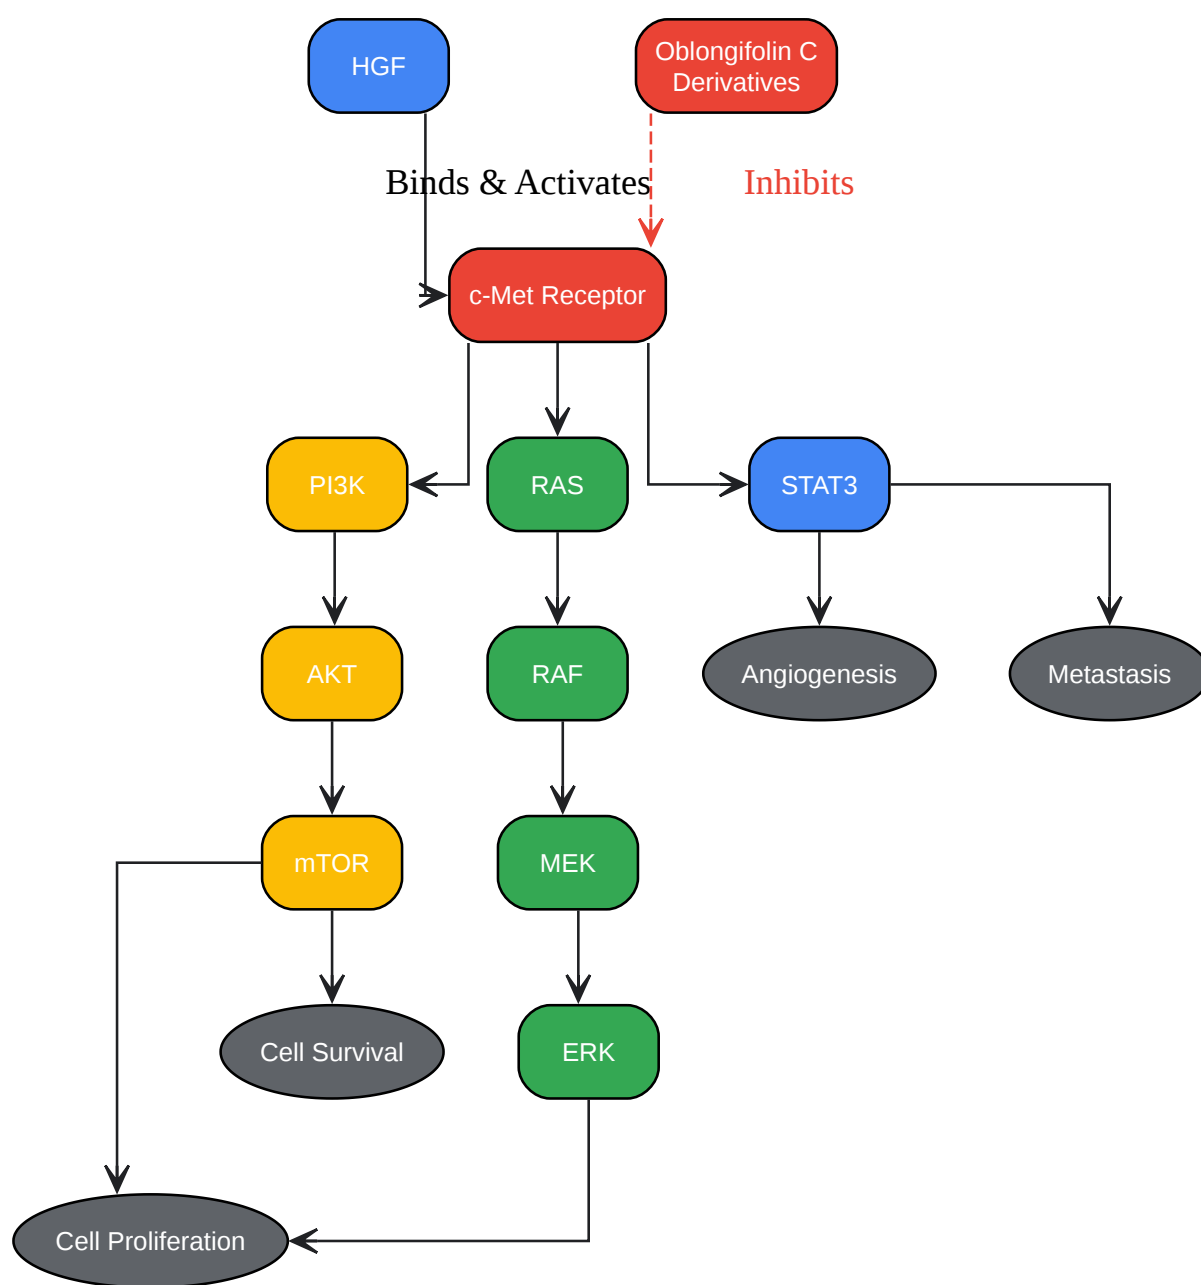 HGF
Oblongifolin C
Derivatives
Binds & Activates
Inhibits
c-Met Receptor
PI3K
RAS
STAT3
AKT
RAF
Angiogenesis
Metastasis
mTOR
MEK
Cell Survival
ERK
Cell Proliferation